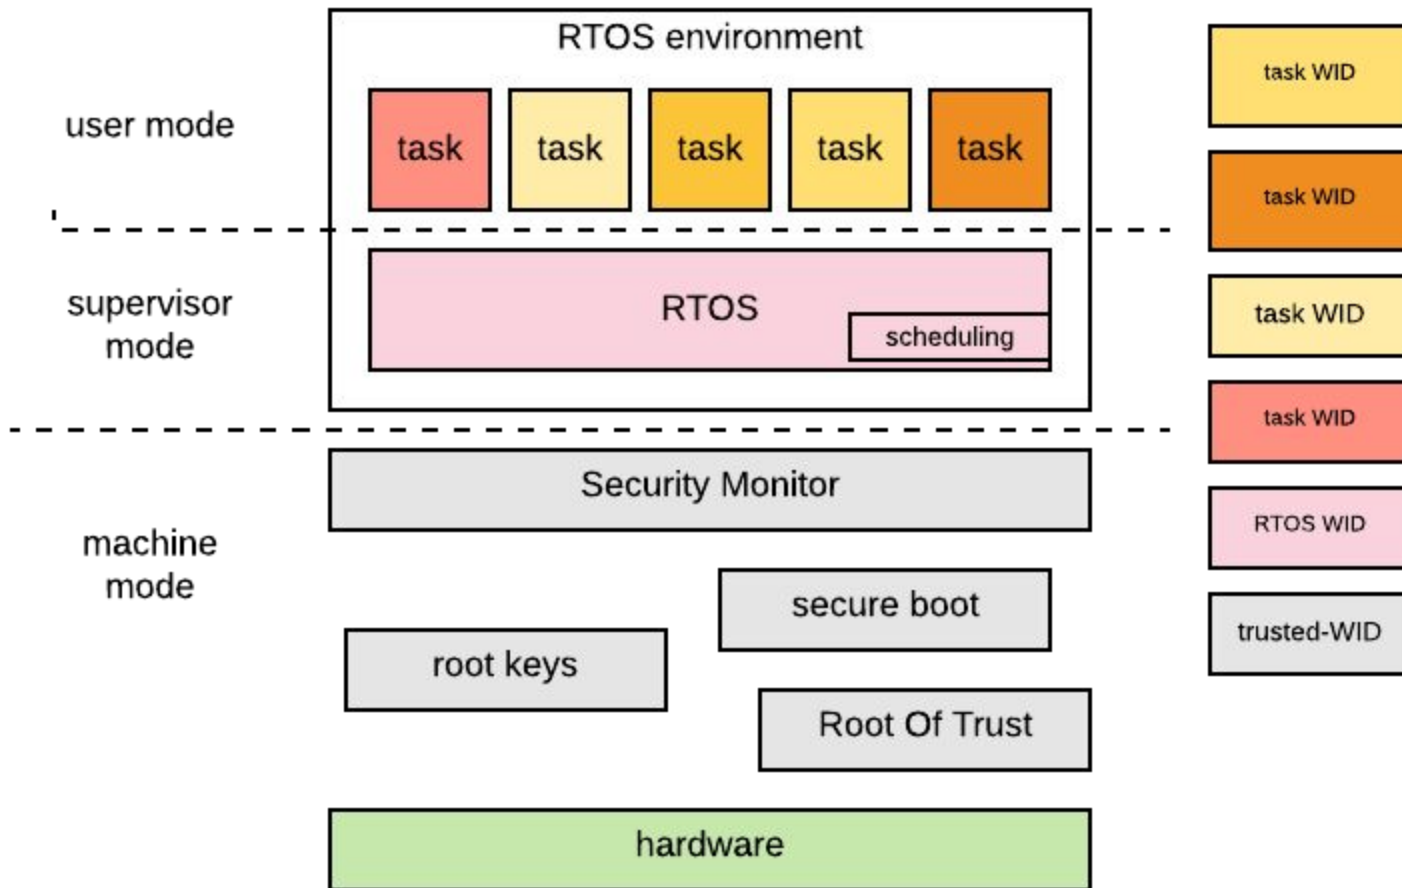 RTOS environment
user mode
task
task
task
task
task
supervisor
mode
RTOS
scheduling
machine
mode
Security Monitor
secure boot
root keys
Root Of Trust
hardware
task WID
task WID
task WID
task WID
RTOS WID
trusted-WID